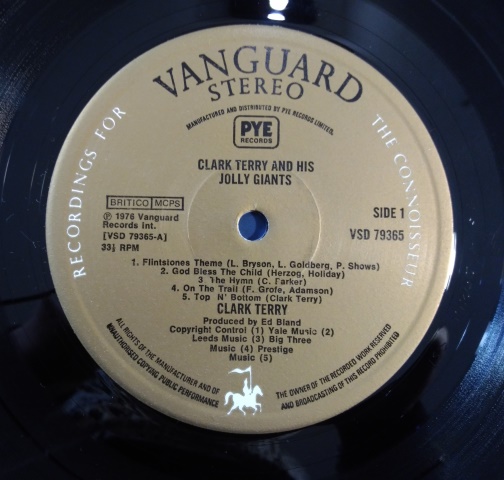 VANGUARD
STEREO
RECORDINGS FOR THE CONNOISSEUR
MANUFACTURED AND DISTRIBUTED BY PYE RECORDS LIMITED.
PYE
RECORDS
CLARK TERRY AND HIS
JOLLY GIANTS
BRITICO MCPS
℗ 1976 Vanguard
Records Int.
[VSD 79365-A]
33⅓ RPM
SIDE 1
VSD 79365
1. Flintsiones Theme (L. Bryson, L. Goldberg, P. Shows)
2. God Bless The Child (Herzog, Holiday)
3 The Hymn (C. Parker)
4. On The Trail (F. Grofe, Adamson)
5. Top N' Bottom (Clark Terry)
CLARK TERRY
Produced by Ed Bland
Copyright Control (1) Yale Music (2)
Leeds Music (3) Big Three
Music (4) Prestige
Music (5)
ALL RIGHTS OF THE MANUFACTURER AND OF THE OWNER OF THE RECORDED WORK RESERVED
UNAUTHORISED COPYING PUBLIC PERFORMANCE AND BROADCASTING OF THIS RECORD PROHIBITED